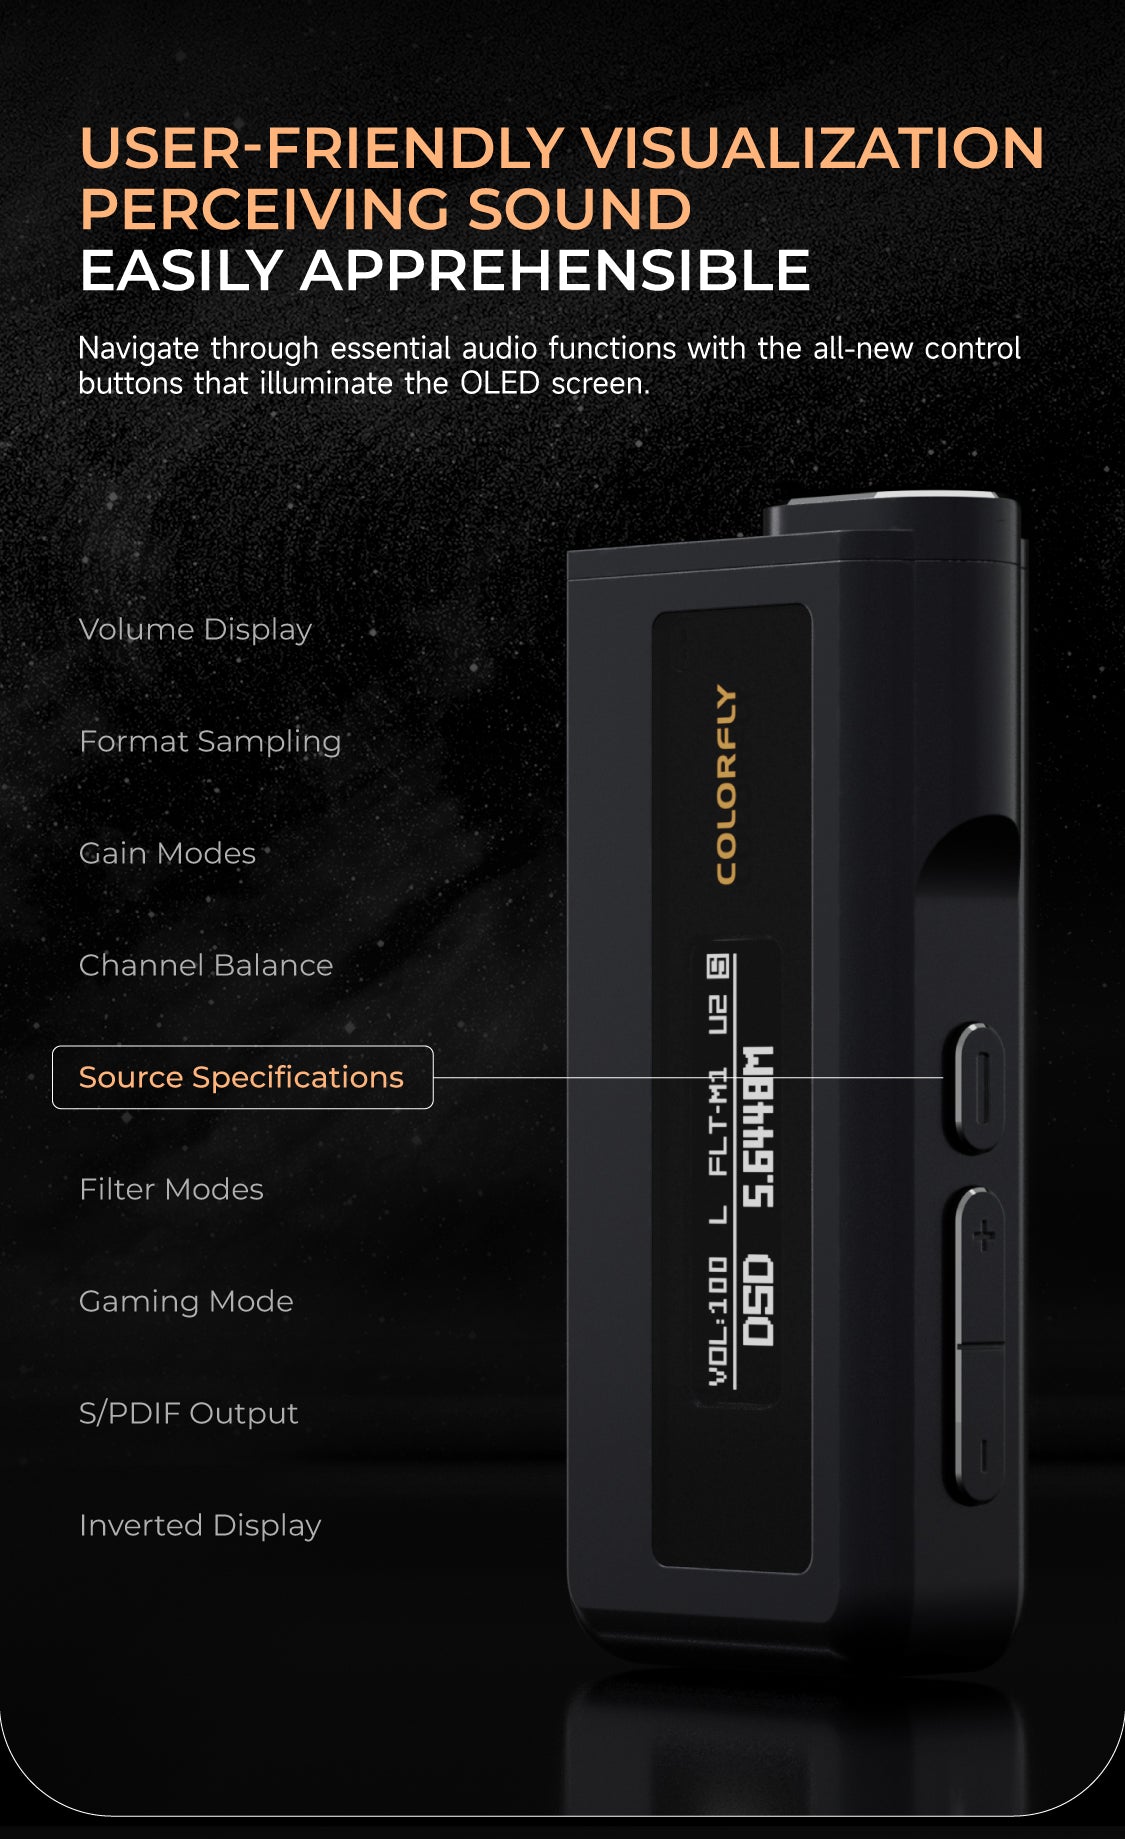 USER-FRIENDLY VISUALIZATION
PERCEIVING SOUND
EASILY APPREHENSIBLE
Navigate through essential audio functions with the all-new control
buttons that illuminate the OLED screen.
Volume Display
Format Sampling
Gain Modes
Channel Balance
Source Specifications
Filter Modes
Gaming Mode
S/PDIF Output
Inverted Display
COLORFLY
VOL:100 L FLT-M1 U2 S
DSD 5.6448M
+
-